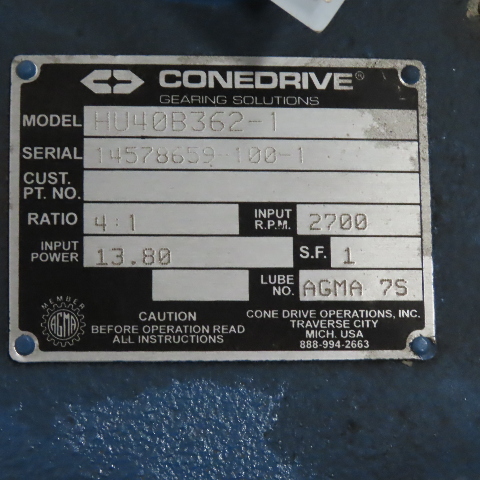 CONEDRIVE®
GEARING SOLUTIONS
MODEL HU40B362-1
SERIAL 14578659-100-1
CUST. PT. NO.
RATIO 4:1 INPUT R.P.M. 2700
INPUT POWER 13.80 S.F. 1
LUBE NO. AGMA 7S
MEMBER AGMA
CAUTION
BEFORE OPERATION READ
ALL INSTRUCTIONS
CONE DRIVE OPERATIONS, INC.
TRAVERSE CITY
MICH. USA
888-994-2663